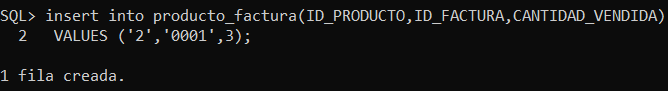 SQL> insert into producto_factura(ID_PRODUCTO,ID_FACTURA,CANTIDAD_VENDIDA)
2 VALUES ('2','0001',3);
1 fila creada.